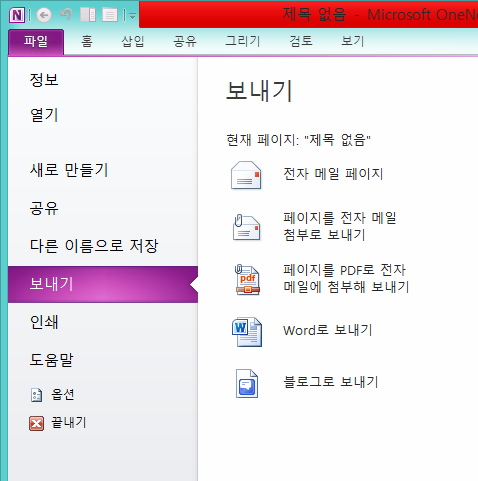 제목 없음 - Microsoft OneNo
파일 홈 삽입 공유 그리기 검토 보기
정보
열기
새로 만들기
공유
다른 이름으로 저장
보내기
인쇄
도움말
옵션
끝내기
보내기
현재 페이지: "제목 없음"
전자 메일 페이지
페이지를 전자 메일
첨부로 보내기
페이지를 PDF로 전자
메일에 첨부해 보내기
Word로 보내기
블로그로 보내기